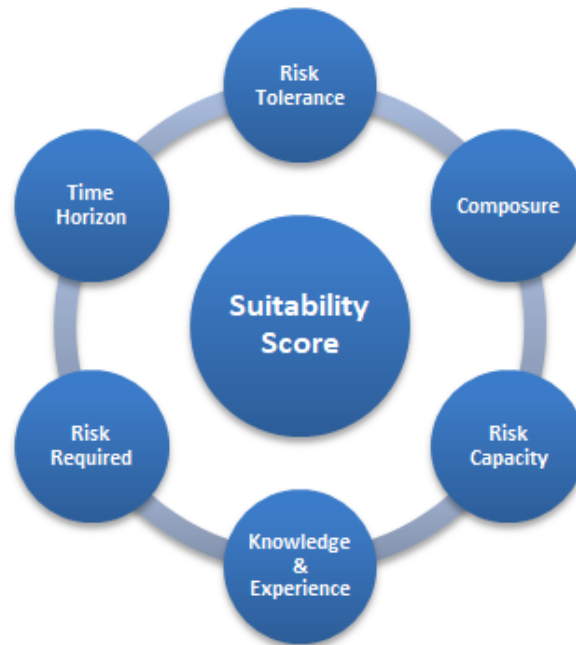 Risk
Tolerance
Time
Horizon
Composure
Suitability
Score
Risk
Required
Risk
Capacity
Knowledge
&
Experience